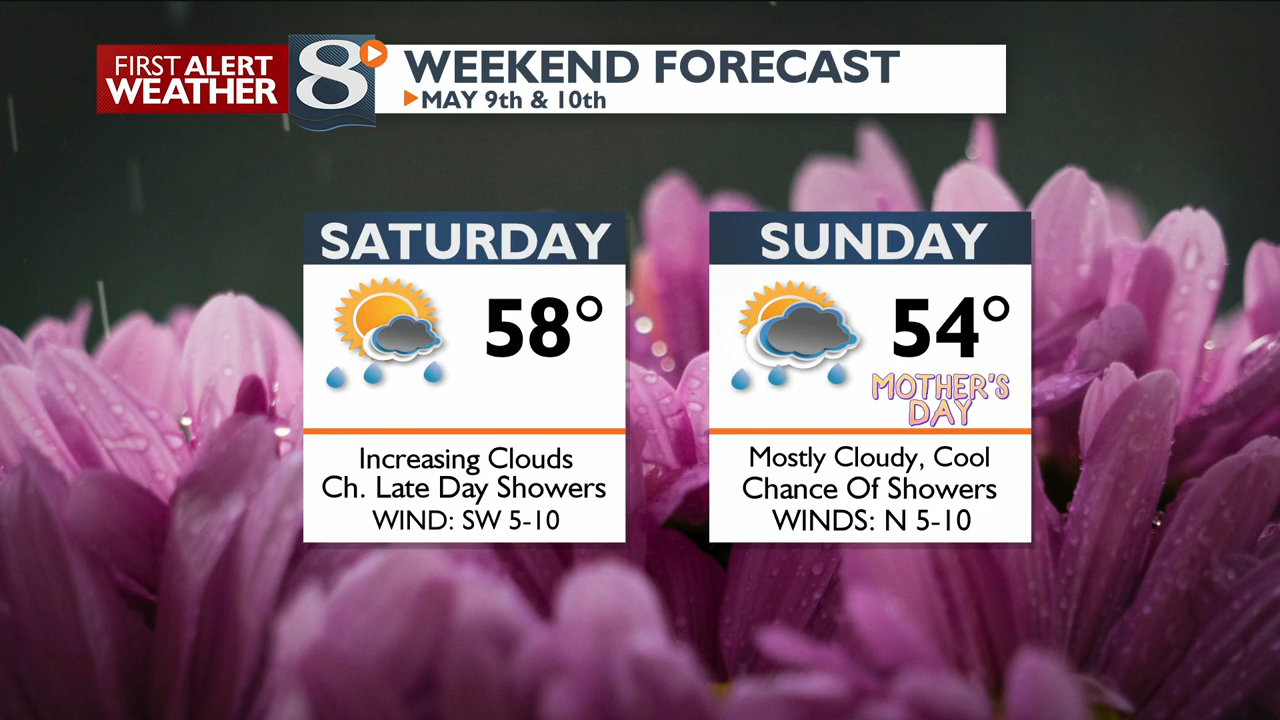 FIRST ALERT
WEATHER
8
WEEKEND FORECAST
MAY 9th & 10th
SATURDAY
58°
Increasing Clouds
Ch. Late Day Showers
WIND: SW 5-10
SUNDAY
54°
MOTHER'S
DAY
Mostly Cloudy, Cool
Chance Of Showers
WINDS: N 5-10